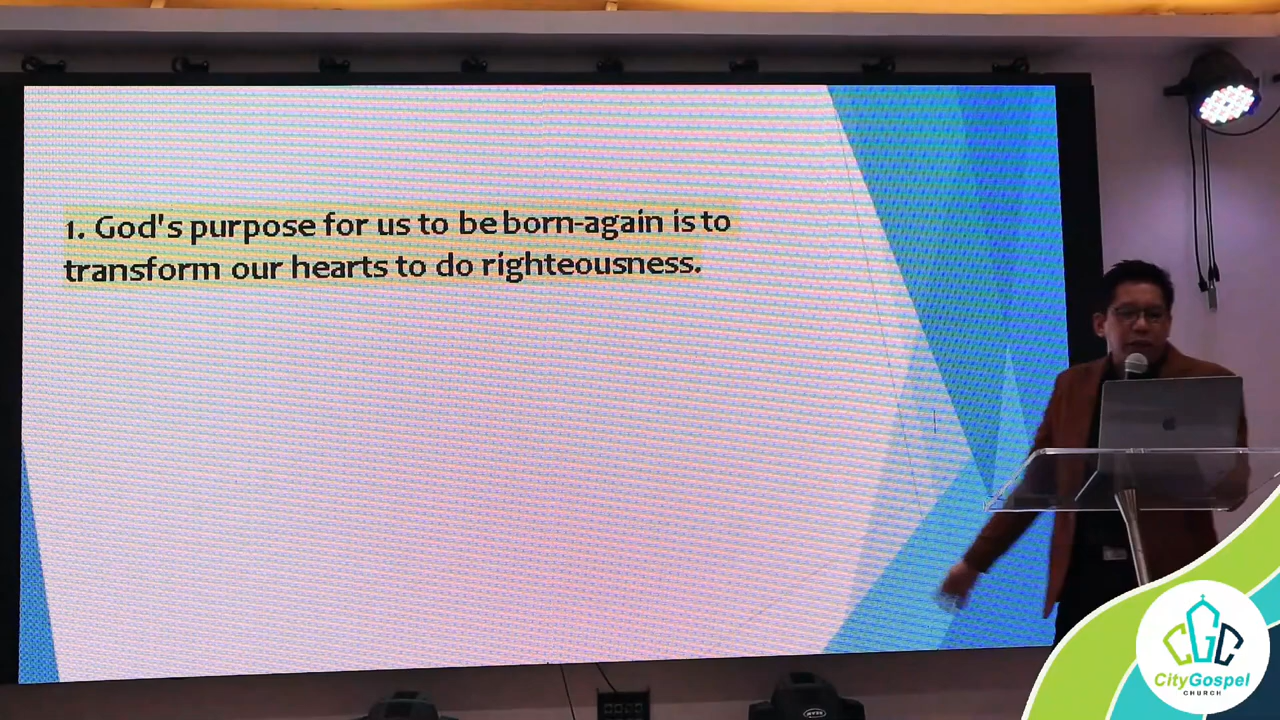 1. God's purpose for us to be born-again is to
transform our hearts to do righteousness.
CGC
CityGospel
CHURCH